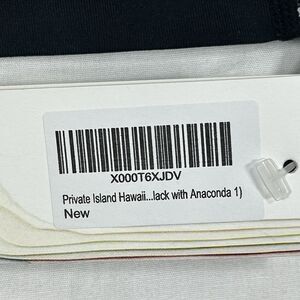 X000T6XJDV
Private Island Hawaii...lack with Anaconda 1)
New